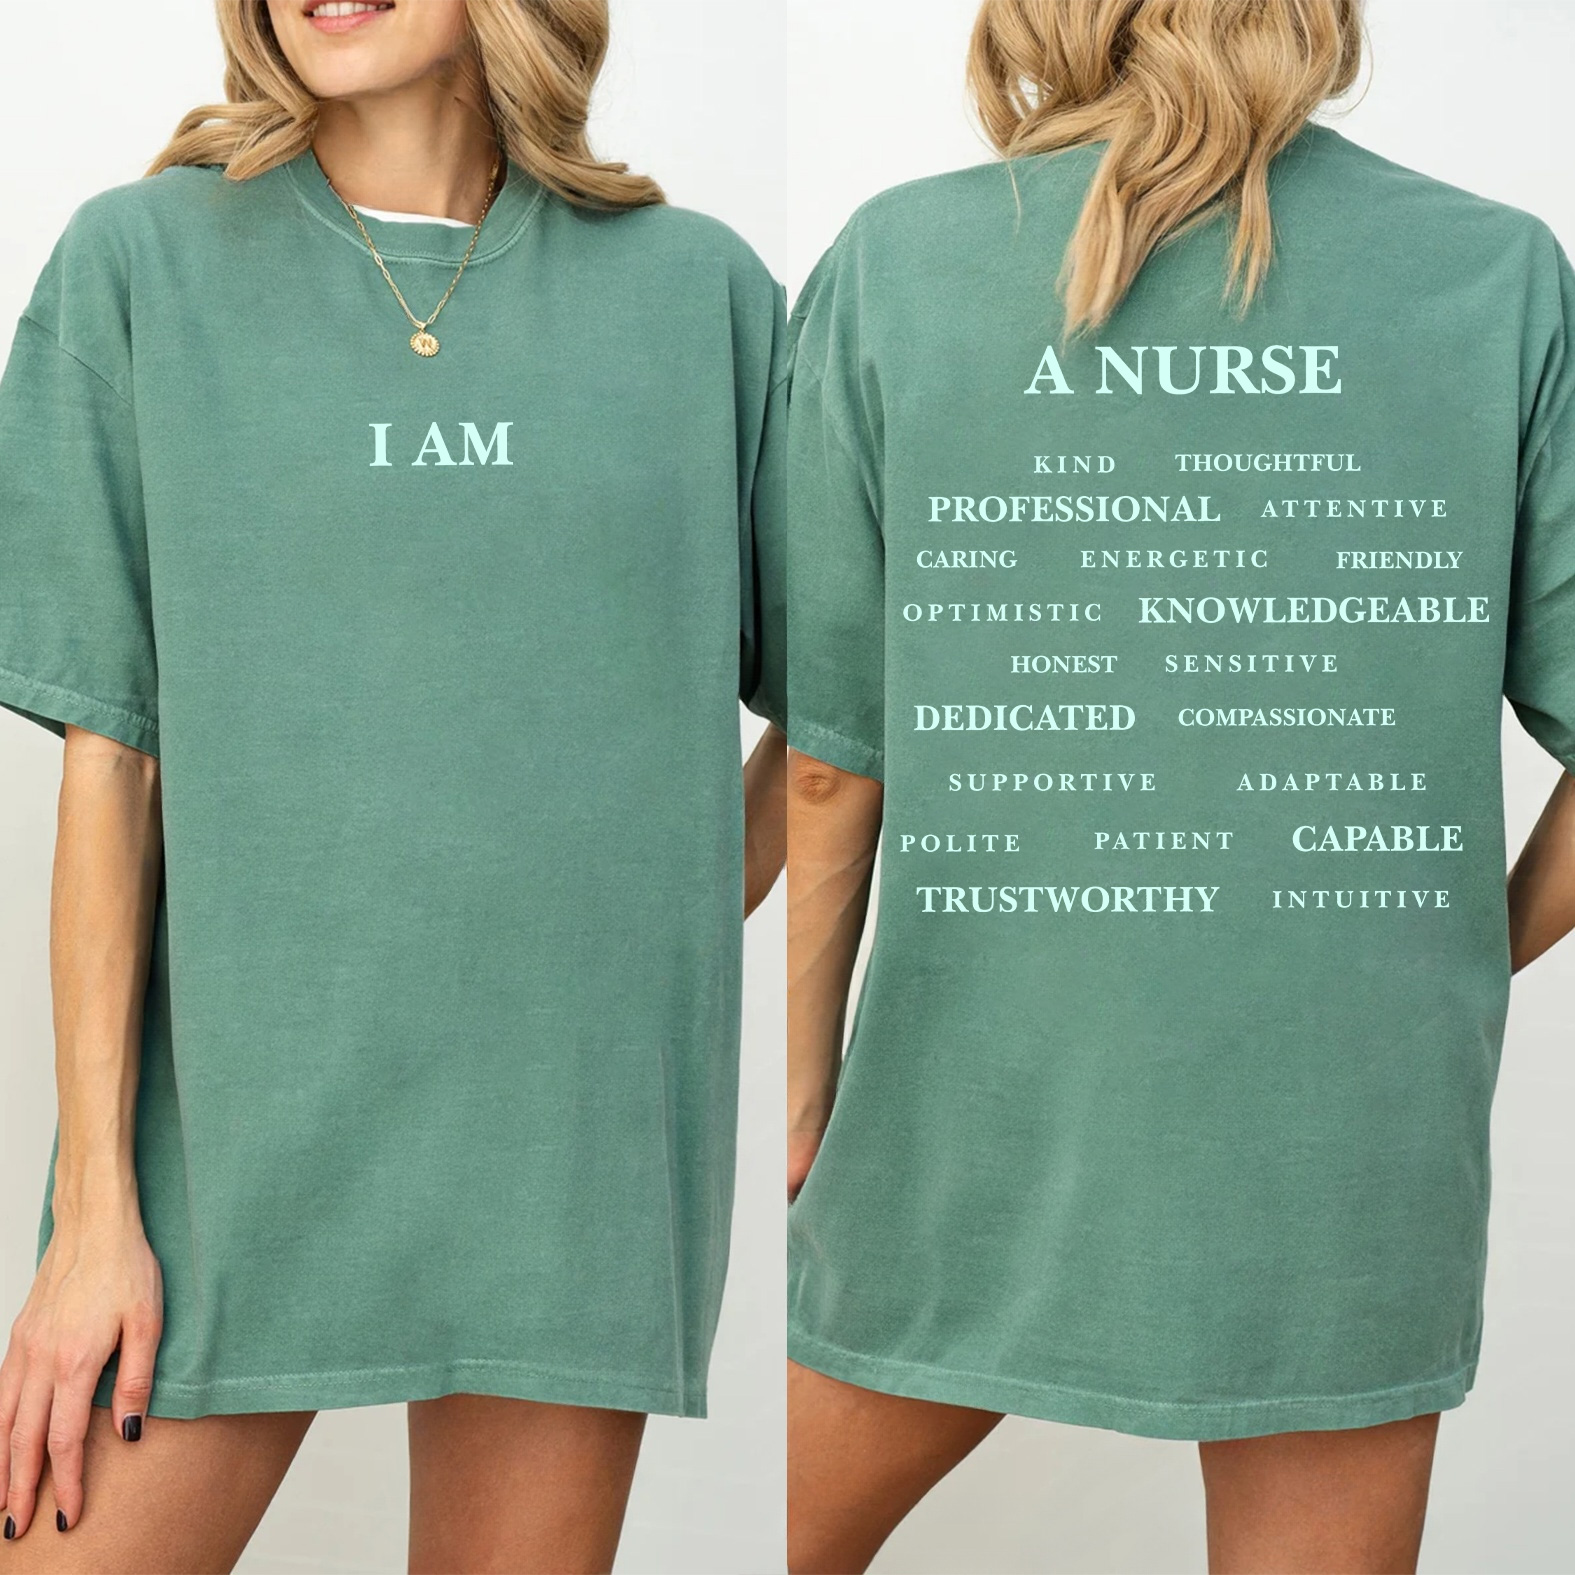 I AM
A NURSE
KIND THOUGHTFUL
PROFESSIONAL ATTENTIVE
CARING ENERGETIC FRIENDLY
OPTIMISTIC KNOWLEDGEABLE
HONEST SENSITIVE
DEDICATED COMPASSIONATE
SUPPORTIVE ADAPTABLE
POLITE PATIENT CAPABLE
TRUSTWORTHY INTUITIVE